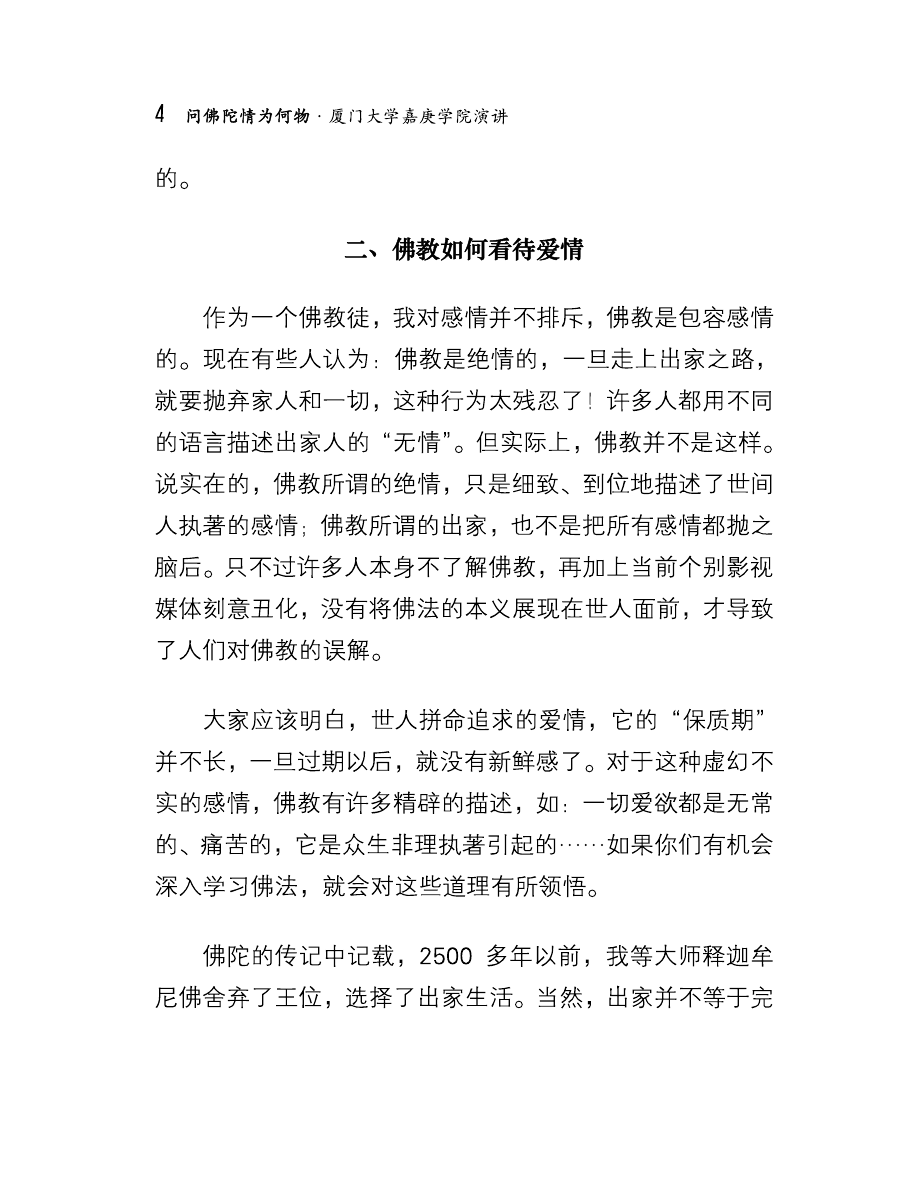 4 问佛陀情为何物·厦门大学嘉庚学院演讲
的。
二、佛教如何看待爱情
作为一个佛教徒，我对感情并不排斥，佛教是包容感情
的。现在有些人认为：佛教是绝情的，一旦走上出家之路，
就要抛弃家人和一切，这种行为太残忍了！许多人都用不同
的语言描述出家人的“无情”。但实际上，佛教并不是这样。
说实在的，佛教所谓的绝情，只是细致、到位地描述了世间
人执著的感情；佛教所谓的出家，也不是把所有感情都抛之
脑后。只不过许多人本身不了解佛教，再加上当前个别影视
媒体刻意丑化，没有将佛法的本义展现在世人面前，才导致
了人们对佛教的误解。
大家应该明白，世人拼命追求的爱情，它的“保质期”
并不长，一旦过期以后，就没有新鲜感了。对于这种虚幻不
实的感情，佛教有许多精辟的描述，如：一切爱欲都是无常
的、痛苦的，它是众生非理执著引起的……如果你们有机会
深入学习佛法，就会对这些道理有所领悟。
佛陀的传记中记载，2500 多年以前，我等大师释迦牟
尼佛舍弃了王位，选择了出家生活。当然，出家并不等于完